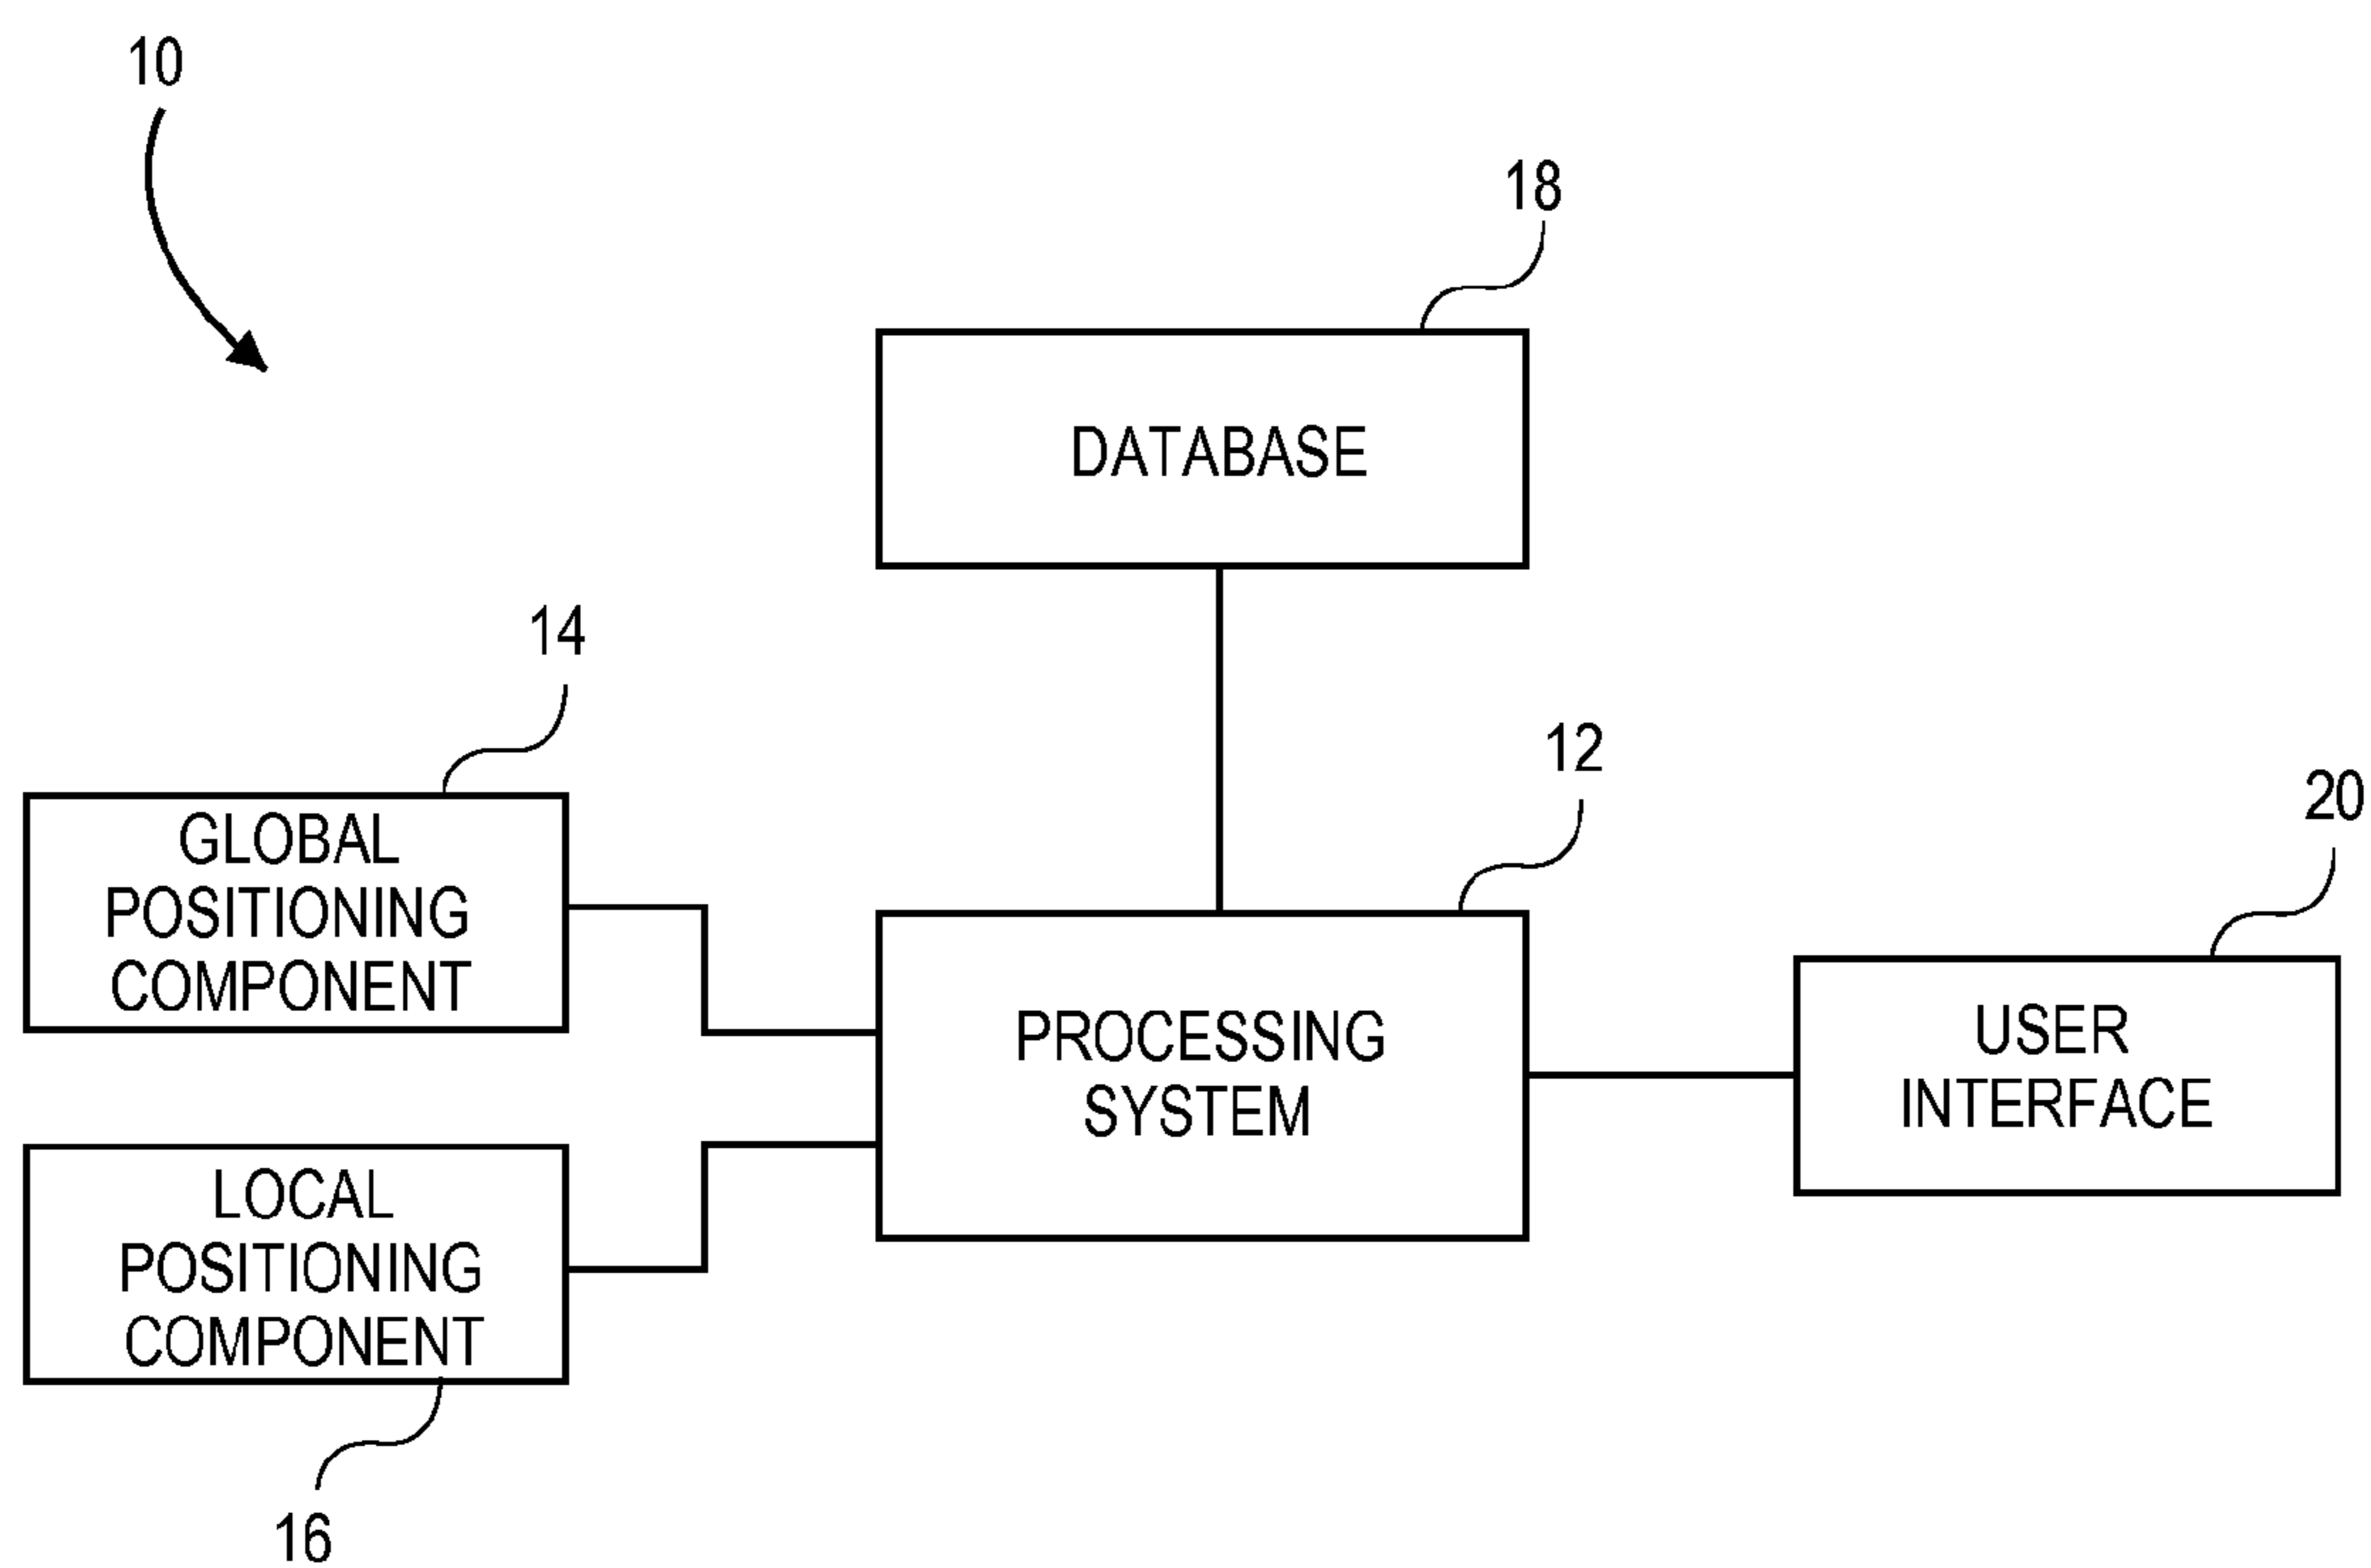 10
18
DATABASE
14
12
20
GLOBAL
POSITIONING
COMPONENT
PROCESSING
SYSTEM
USER
INTERFACE
LOCAL
POSITIONING
COMPONENT
16